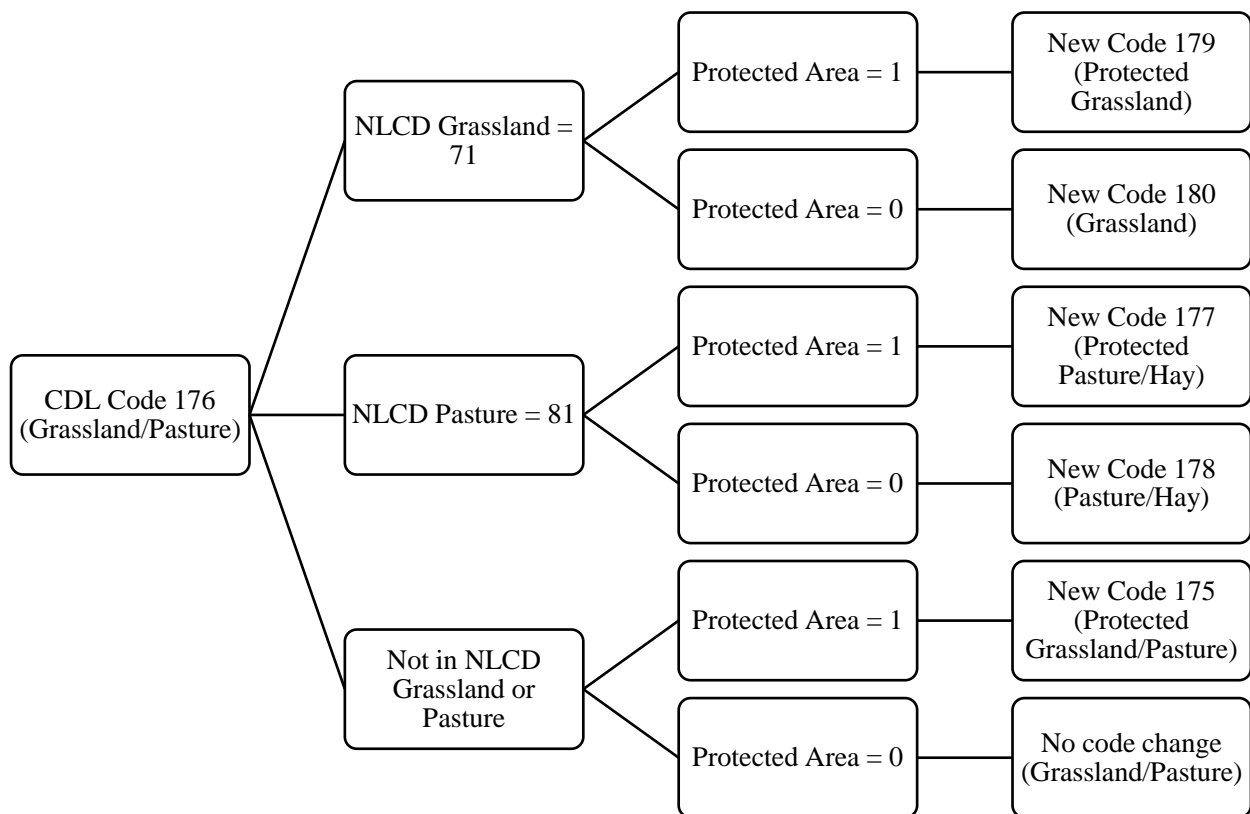 CDL Code 176
(Grassland/Pasture)
NLCD Grassland =
71
Protected Area = 1
New Code 179
(Protected
Grassland)
Protected Area = 0
New Code 180
(Grassland)
NLCD Pasture = 81
Protected Area = 1
New Code 177
(Protected
Pasture/Hay)
Protected Area = 0
New Code 178
(Pasture/Hay)
Not in NLCD
Grassland or
Pasture
Protected Area = 1
New Code 175
(Protected
Grassland/Pasture)
Protected Area = 0
No code change
(Grassland/Pasture)